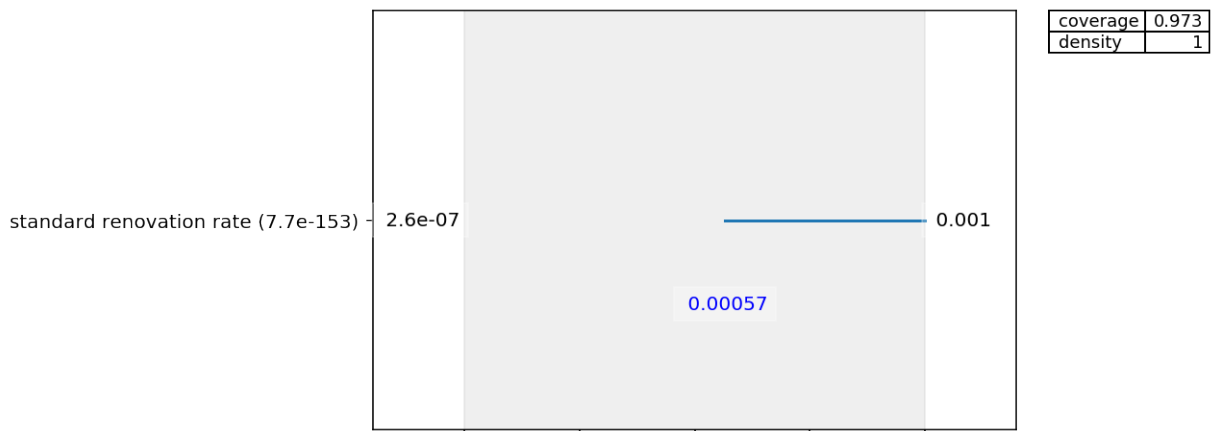 coverage 0.973
density 1
standard renovation rate (7.7e-153) 2.6e-07 0.001
0.00057